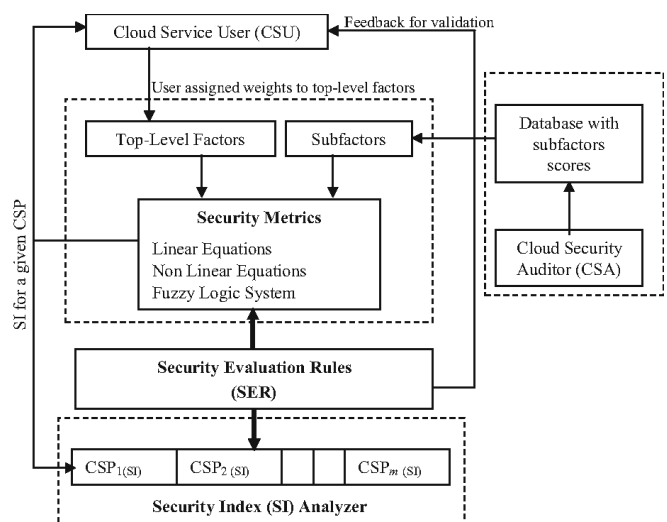 Feedback for validation
Cloud Service User (CSU)
User assigned weights to top-level factors
Top-Level Factors
Subfactors
Database with
subfactors
scores
Security Metrics
Linear Equations
Non Linear Equations
Fuzzy Logic System
Cloud Security
Auditor (CSA)
SI for a given CSP
Security Evaluation Rules
(SER)
CSP1(SI)
CSP2 (SI)
CSPm (SI)
Security Index (SI) Analyzer